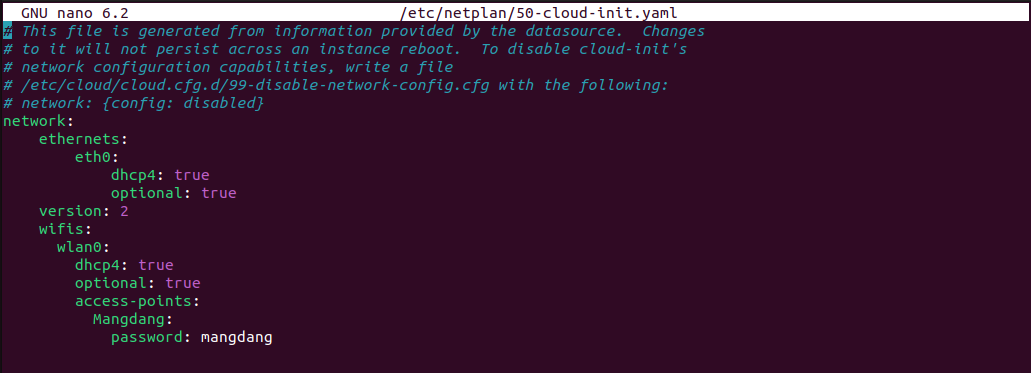 GNU nano 6.2 /etc/netplan/50-cloud-init.yaml
# This file is generated from information provided by the datasource.  Changes
# to it will not persist across an instance reboot.  To disable cloud-init's
# network configuration capabilities, write a file
# /etc/cloud/cloud.cfg.d/99-disable-network-config.cfg with the following:
# network: {config: disabled}
network:
    ethernets:
        eth0:
            dhcp4: true
            optional: true
    version: 2
    wifis:
      wlan0:
        dhcp4: true
        optional: true
        access-points:
          Mangdang:
            password: mangdang